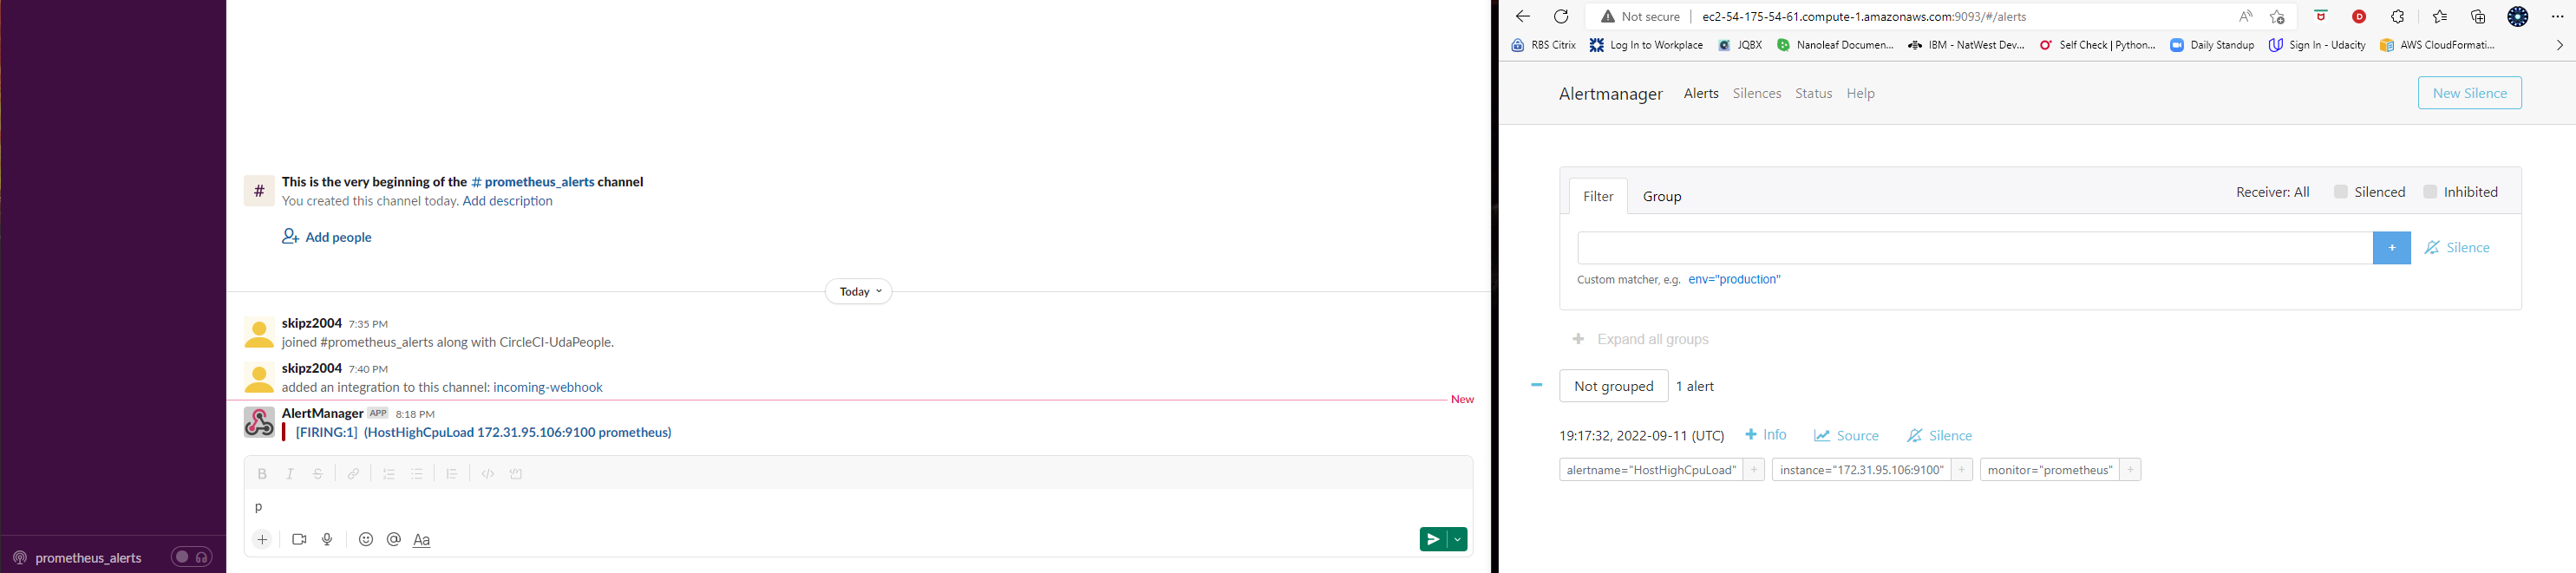 #
This is the very beginning of the # prometheus_alerts channel
You created this channel today. Add description
Add people
Today
skipz2004 7:35 PM
joined #prometheus_alerts along with CircleCI-UdaPeople.
skipz2004 7:40 PM
added an integration to this channel: incoming-webhook
New
AlertManager APP 8:18 PM
[FIRING:1] (HostHighCpuLoad 172.31.95.106:9100 prometheus)
B I S
p
+ @ Aa
prometheus_alerts
Not secure | ec2-54-175-54-61.compute-1.amazonaws.com:9093/#/alerts
RBS Citrix Log In to Workplace JQBX Nanoleaf Documen... IBM - NatWest Dev... Self Check | Python... Daily Standup Sign In - Udacity AWS CloudFormati...
Alertmanager Alerts Silences Status Help New Silence
Filter Group Receiver: All Silenced Inhibited
+ Silence
Custom matcher, e.g. env="production"
+ Expand all groups
Not grouped 1 alert
19:17:32, 2022-09-11 (UTC) + Info Source Silence
alertname="HostHighCpuLoad" + instance="172.31.95.106:9100" + monitor="prometheus" +